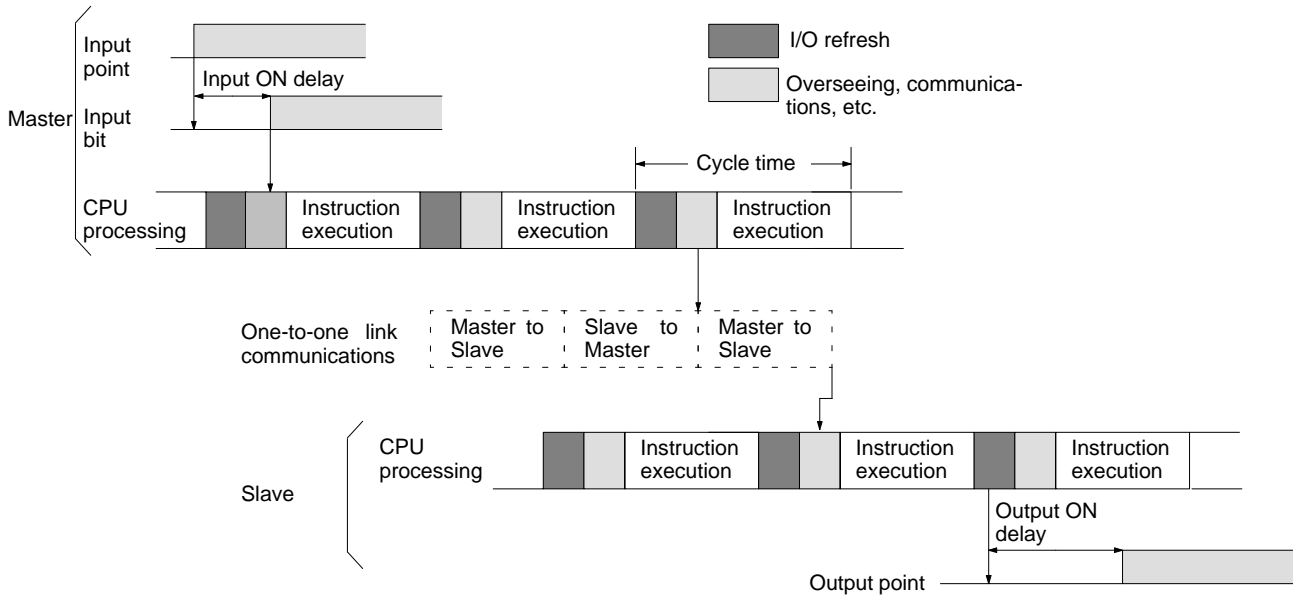 Input
point
Input ON delay
Master
Input
bit
I/O refresh
Overseeing, communica-
tions, etc.
Cycle time
CPU
processing
Instruction
execution
Instruction
execution
Instruction
execution
One-to-one link
communications
Master to
Slave
Slave to
Master
Master to
Slave
Slave
CPU
processing
Instruction
execution
Instruction
execution
Instruction
execution
Output ON
delay
Output point